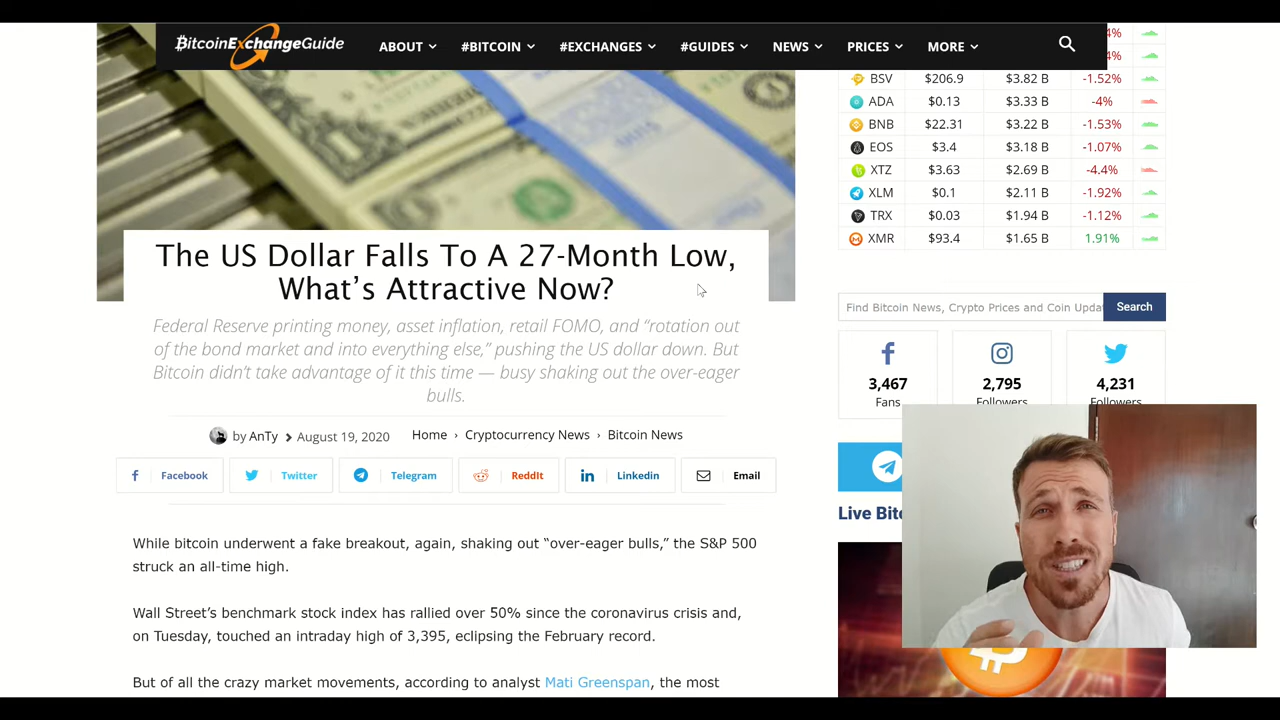 BitcoinExchangeGuide
ABOUT #BITCOIN #EXCHANGES #GUIDES NEWS PRICES MORE
4%
BSV $206.9 $3.82 B -1.52%
ADA $0.13 $3.33 B -4%
BNB $22.31 $3.22 B -1.53%
EOS $3.4 $3.18 B -1.07%
XTZ $3.63 $2.69 B -4.4%
XLM $0.1 $2.11 B -1.92%
TRX $0.03 $1.94 B -1.12%
XMR $93.4 $1.65 B 1.91%
The US Dollar Falls To A 27-Month Low,
What's Attractive Now?
Federal Reserve printing money, asset inflation, retail FOMO, and “rotation out
of the bond market and into everything else,” pushing the US dollar down. But
Bitcoin didn’t take advantage of it this time — busy shaking out the over-eager
bulls.
by AnTy August 19, 2020 Home › Cryptocurrency News › Bitcoin News
Facebook Twitter Telegram ReddIt Linkedin Email
While bitcoin underwent a fake breakout, again, shaking out “over-eager bulls,” the S&P 500
struck an all-time high.
Wall Street’s benchmark stock index has rallied over 50% since the coronavirus crisis and,
on Tuesday, touched an intraday high of 3,395, eclipsing the February record.
But of all the crazy market movements, according to analyst Mati Greenspan, the most
Find Bitcoin News, Crypto Prices and Coin Upda
Search
3,467 2,795 4,231
Fans Followers Followers
Live Bit